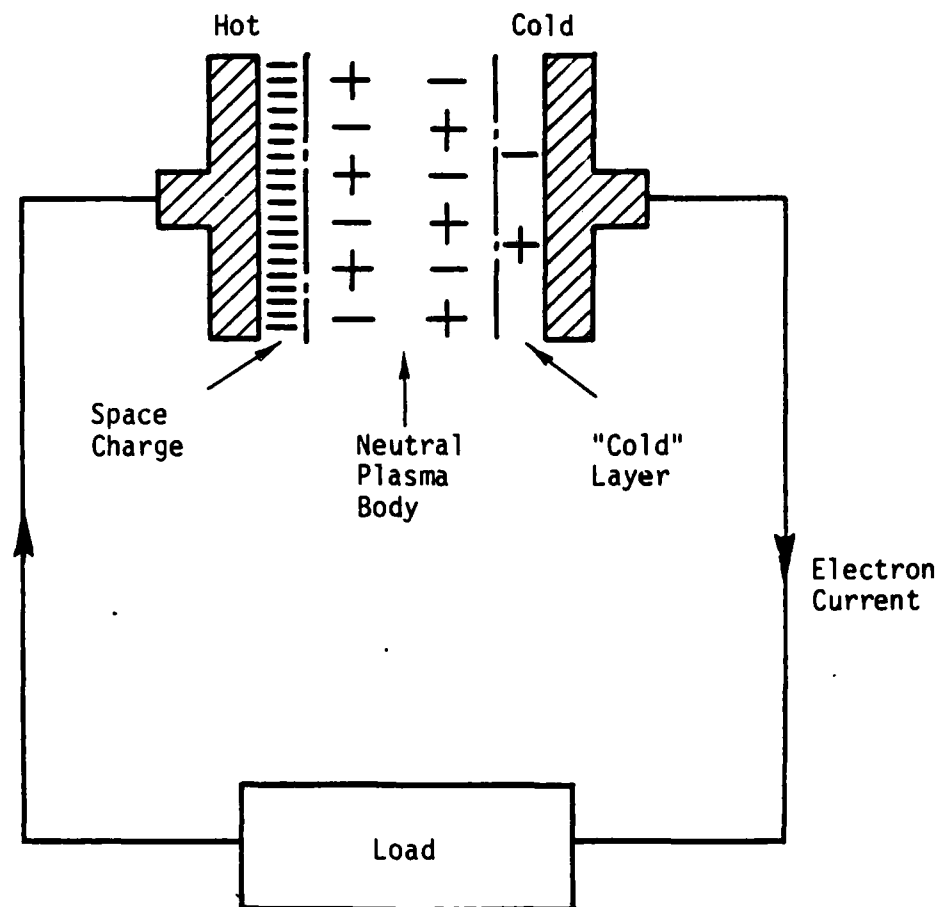 Hot
Cold
Space
Charge
Neutral
Plasma
Body
"Cold"
Layer
Electron
Current
Load